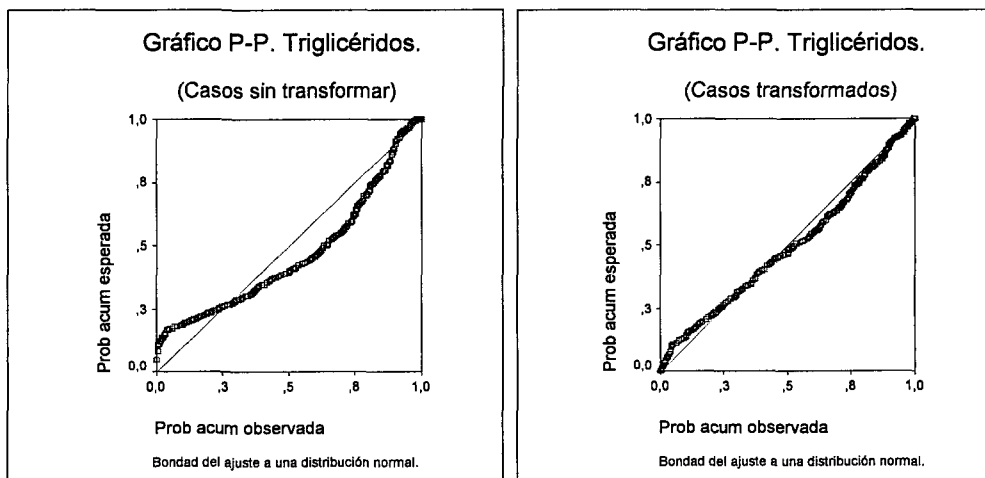 Gráfico P-P. Triglicéridos.
(Casos sin transformar)
1,0
,8
,5
,3
0,0
0,0
,3
,5
,8
1,0
Prob acum esperada
Prob acum observada
Bondad del ajuste a una distribución normal.
Gráfico P-P. Triglicéridos.
(Casos transformados)
1,0
,8
,5
,3
0,0
0,0
,3
,5
,8
1,0
Prob acum esperada
Prob acum observada
Bondad del ajuste a una distribución normal.